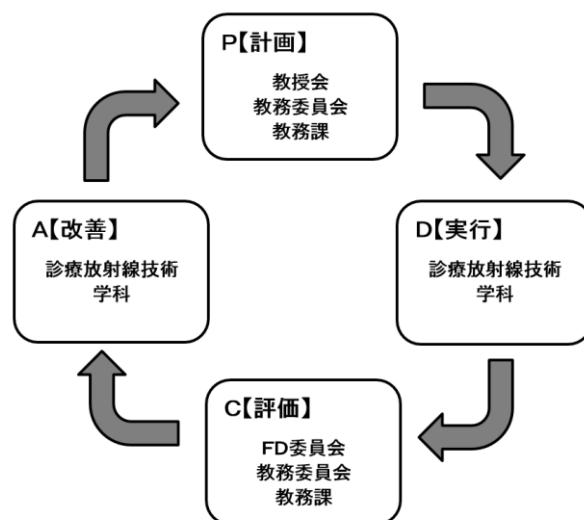 P【計画】
教授会
教務委員会
教務課
A【改善】
診療放射線技術
学科
D【実行】
診療放射線技術
学科
C【評価】
FD委員会
教務委員会
教務課